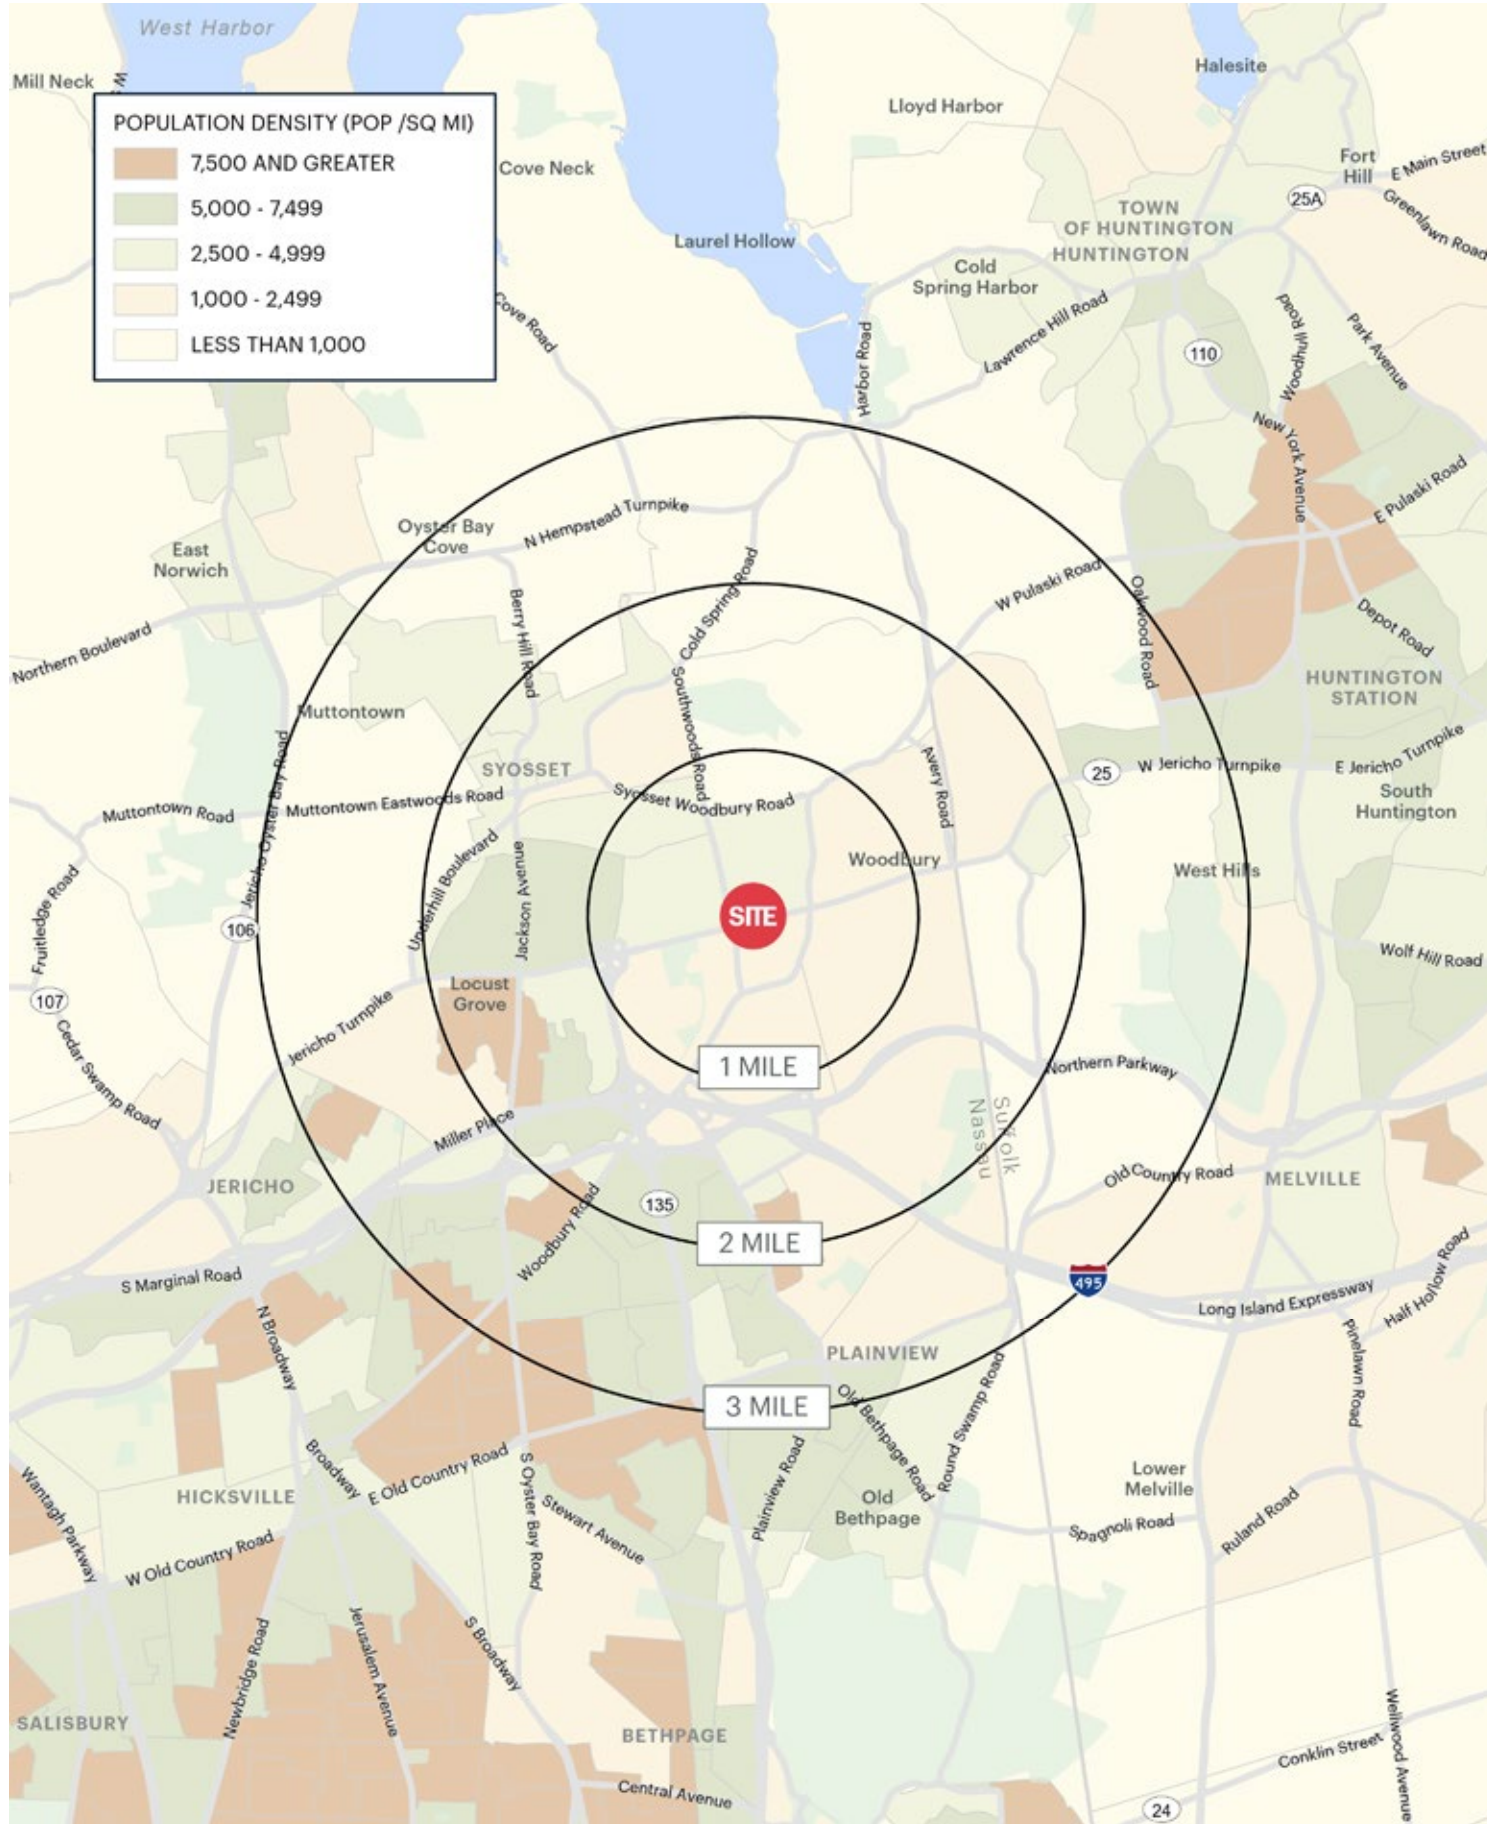 West Harbor
Mill Neck
POPULATION DENSITY (POP /SQ MI)
7,500 AND GREATER
5,000 - 7,499
2,500 - 4,999
1,000 - 2,499
LESS THAN 1,000
Halesite
Lloyd Harbor
Fort
Hill
E Main Street
25A
Greenlawn Road
Cove Neck
TOWN
OF HUNTINGTON
HUNTINGTON
Laurel Hollow
Cold
Spring Harbor
Cove Road
Harbor Road
Lawrence Hill Road
110
Woodhull Road
Park Avenue
New York Avenue
E Pulaski Road
Oyster Bay
Cove
N Hempstead Turnpike
East
Norwich
Cold Spring Road
W Pulaski Road
Oakwood Road
Depot Road
Berry Hill Road
Northern Boulevard
HUNTINGTON
STATION
Muttontown
Southwoods Road
SYOSSET
Avery Road
25
W Jericho Turnpike
E Jericho Turnpike
South
Huntington
Muttontown Road
Muttontown Eastwoods Road
Syosset Woodbury Road
Jericho Oyster Bay Road
Underhill Boulevard
Jackson Avenue
Woodbury
West Hills
Fruitledge Road
106
SITE
Wolf Hill Road
107
Locust
Grove
Jericho Turnpike
Cedar Swamp Road
1 MILE
Northern Parkway
Miller Place
Suffolk
Nassau
JERICHO
Old Country Road
MELVILLE
135
Woodbury Road
2 MILE
S Marginal Road
495
Long Island Expressway
Half Hollow Road
N Broadway
PLAINVIEW
Pinelawn Road
3 MILE
Old Bethpage Road
Round Swamp Road
Broadway
E Old Country Road
Plainview Road
Wantagh Parkway
HICKSVILLE
S Oyster Bay Road
Stewart Avenue
Old
Bethpage
Lower
Melville
Spagnoli Road
Ruland Road
W Old Country Road
Newbridge Road
Jerusalem Avenue
S Broadway
SALISBURY
BETHPAGE
Wellwood Avenue
Conklin Street
Central Avenue
24